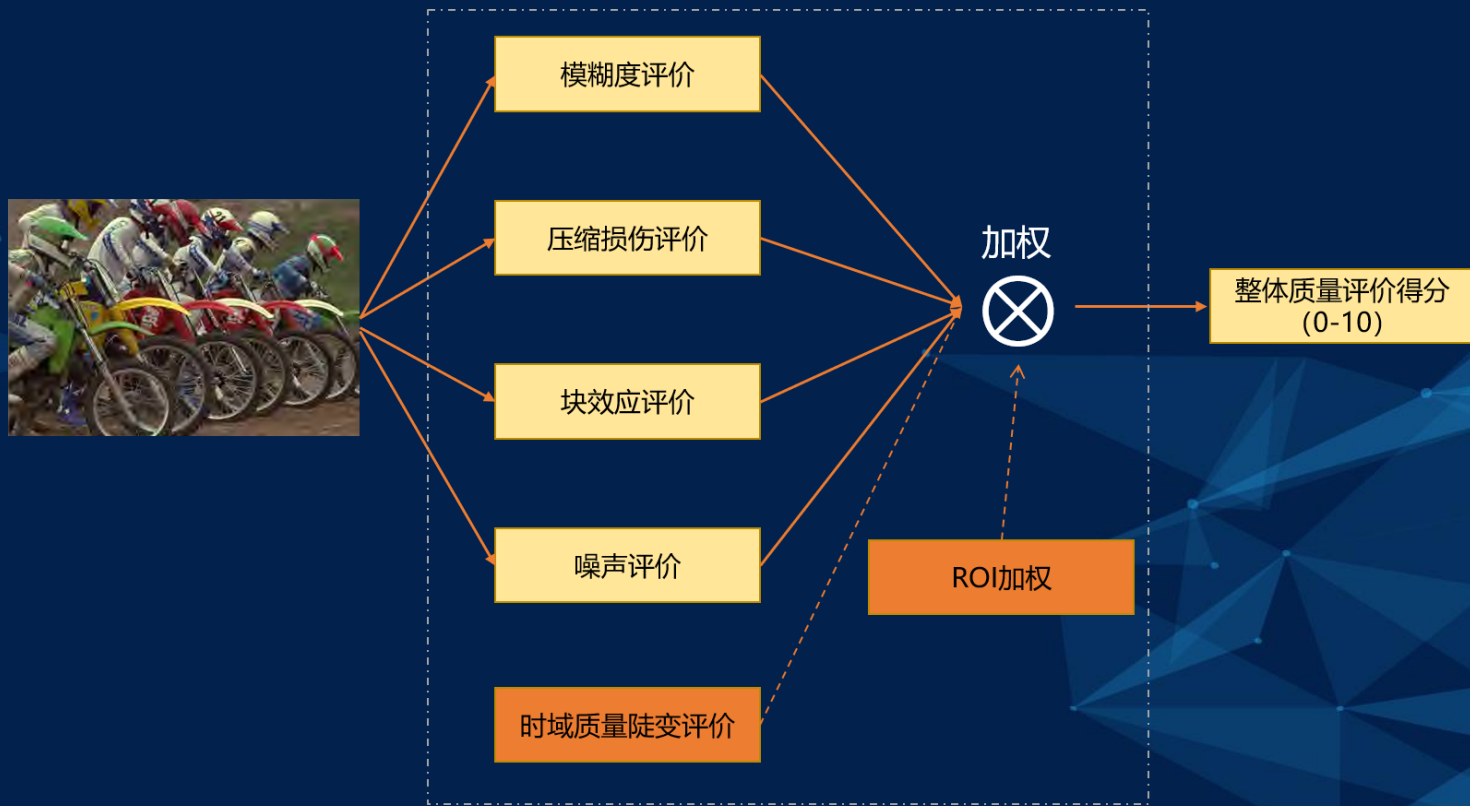 模糊度评价
压缩损伤评价
块效应评价
噪声评价
时域质量陡变评价
加权
ROI加权
整体质量评价得分
(0-10)